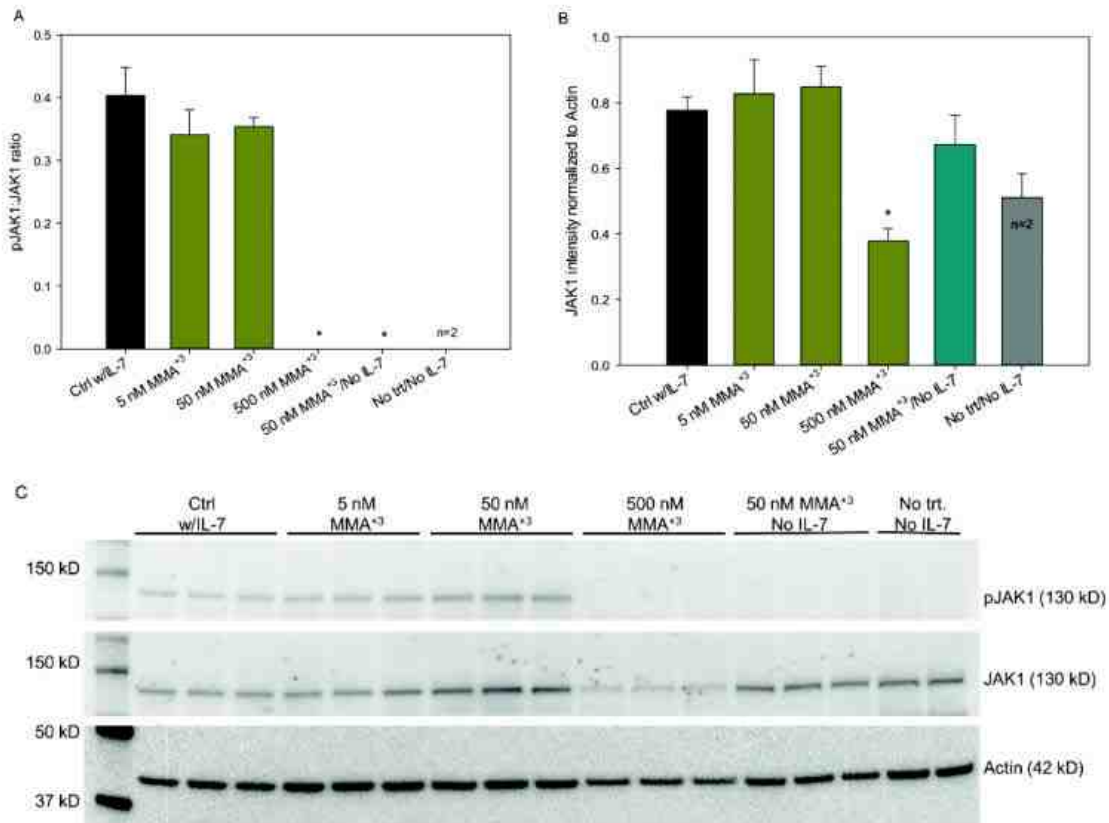 A
pJAK1:JAK1 ratio
0.5
0.4
0.3
0.2
0.1
0.0
*
*
n=2
Ctrl w/IL-7
5 nM MMA⁺³
50 nM MMA⁺³
500 nM MMA⁺³
50 nM MMA⁺³/No IL-7
No trt/No IL-7
B
JAK1 intensity normalized to Actin
1.0
0.8
0.6
0.4
0.2
0.0
*
n=2
Ctrl w/IL-7
5 nM MMA⁺³
50 nM MMA⁺³
500 nM MMA⁺³
50 nM MMA⁺³/No IL-7
No trt/No IL-7
C
Ctrl 5 nM 50 nM 500 nM 50 nM MMA⁺³ No trt.
w/IL-7 MMA⁺³ MMA⁺³ MMA⁺³ No IL-7 No IL-7
150 kD
pJAK1 (130 kD)
150 kD
JAK1 (130 kD)
50 kD
Actin (42 kD)
37 kD